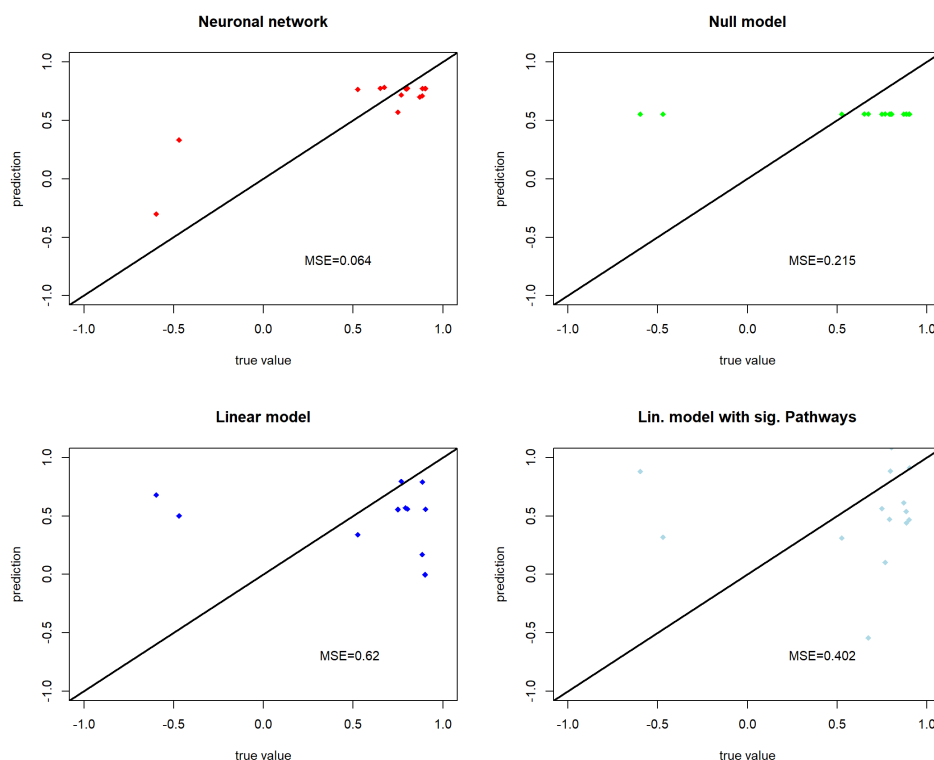 Neuronal network
1.0
0.5
0.0
-0.5
-1.0
prediction
MSE=0.064
-1.0 -0.5 0.0 0.5 1.0
true value
Null model
1.0
0.5
0.0
-0.5
-1.0
prediction
MSE=0.215
-1.0 -0.5 0.0 0.5 1.0
true value
Linear model
1.0
0.5
0.0
-0.5
-1.0
prediction
MSE=0.62
-1.0 -0.5 0.0 0.5 1.0
true value
Lin. model with sig. Pathways
1.0
0.5
0.0
-0.5
-1.0
prediction
MSE=0.402
-1.0 -0.5 0.0 0.5 1.0
true value